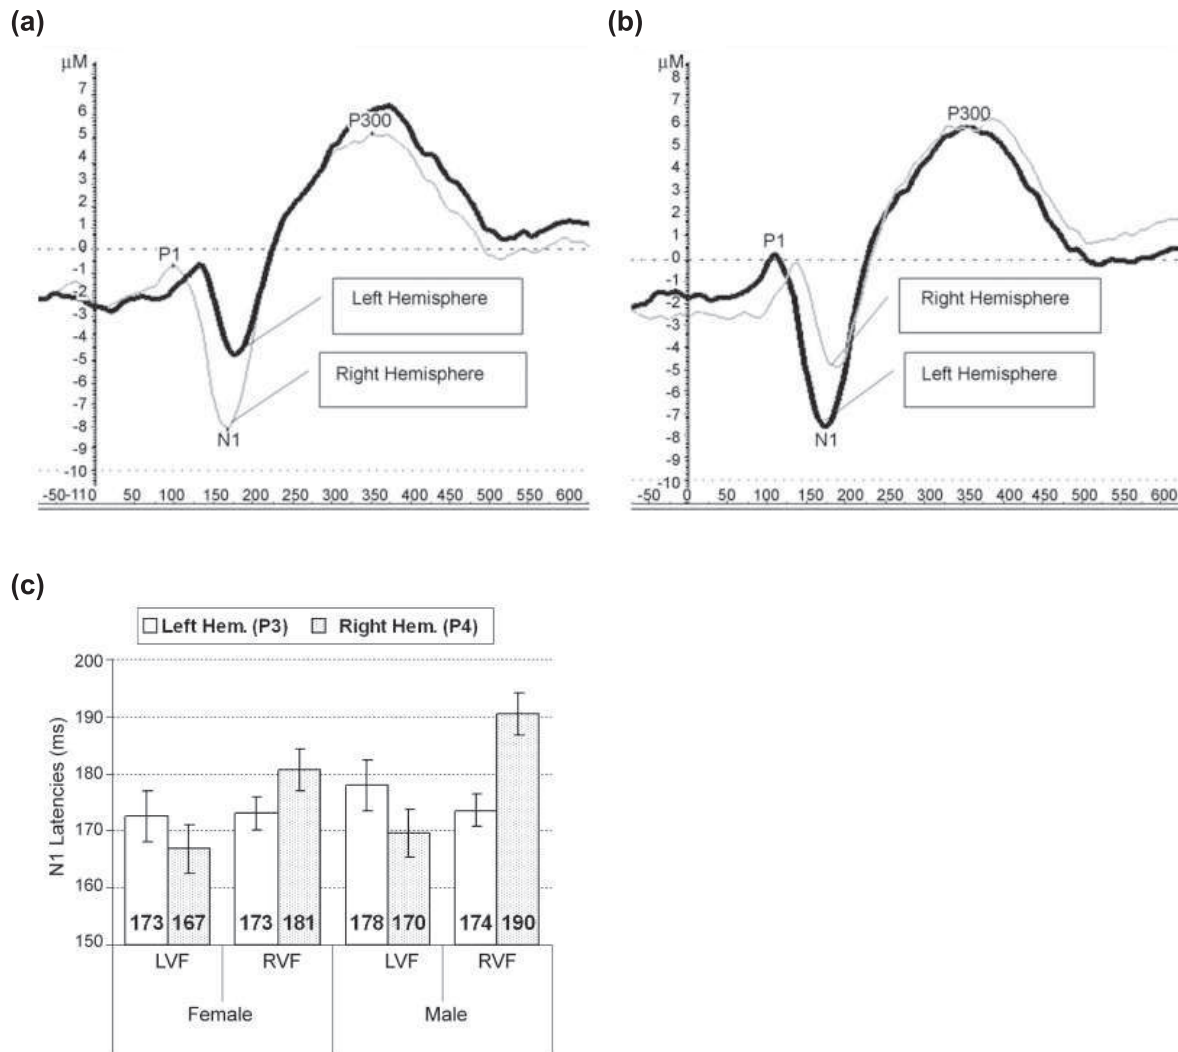 (a)
µM
7
6
5
4
3
2
1
0
-1
-2
-3
-4
-5
-6
-7
-8
-9
-10
P1
P300
N1
Left Hemisphere
Right Hemisphere
-50 -11 0 50 100 150 200 250 300 350 400 450 500 550 600
(b)
µM
8
7
6
5
4
3
2
1
0
-1
-2
-3
-4
-5
-6
-7
-8
-9
-10
P1
P300
N1
Right Hemisphere
Left Hemisphere
-50 0 50 100 150 200 250 300 350 400 450 500 550 600
(c)
Left Hem. (P3) Right Hem. (P4)
N1 Latencies (ms)
200
190
180
170
160
150
173 167 173 181 178 170 174 190
LVF RVF LVF RVF
Female Male